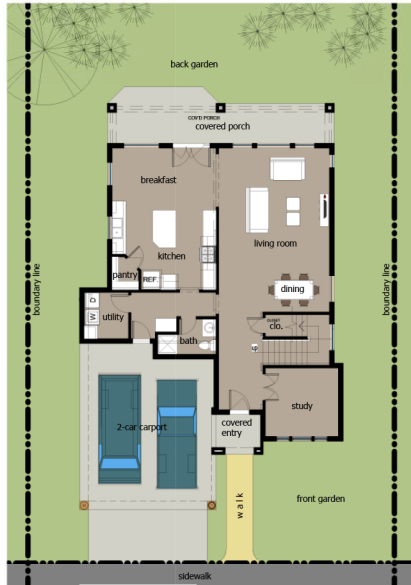 back garden
COV'D PORCH
covered porch
breakfast
living room
kitchen
pantry
REF.
dining
boundary line
boundary line
D
W
utility
clo.
bath
UP
study
2-car carport
covered
entry
walk
front garden
sidewalk